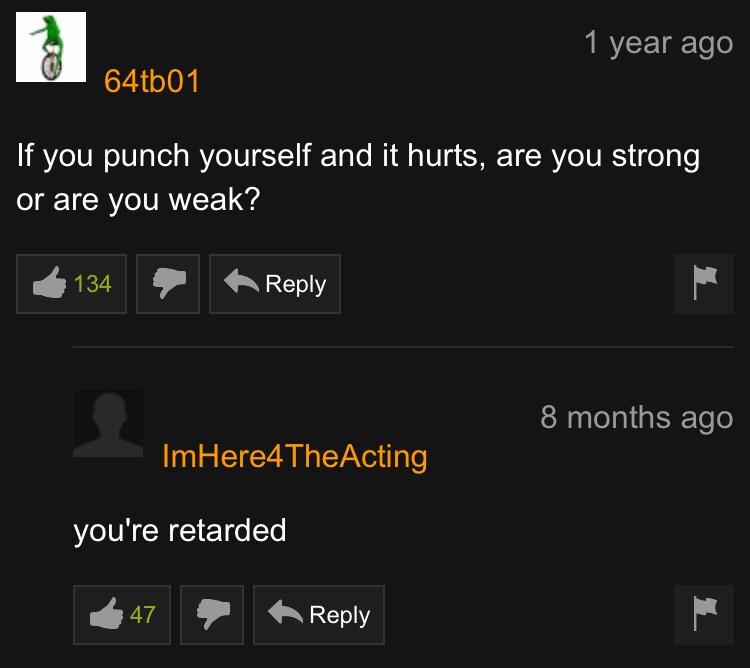 1 year ago
64tb01
If you punch yourself and it hurts, are you strong
or are you weak?
134
Reply
8 months ago
ImHere4TheActing
you're retarded
47
Reply